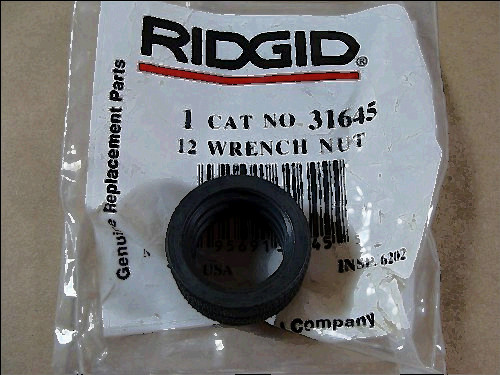 RIDGID®
1 CAT NO. 31645
12 WRENCH NUT
Genuine Replacement Parts
USA
INSP. 6202
Company